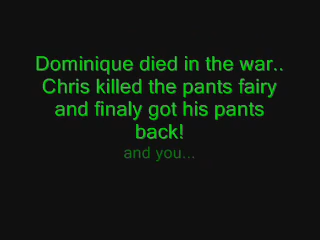 Dominique died in the war..
Chris killed the pants fairy
and finaly got his pants
back!
and you...